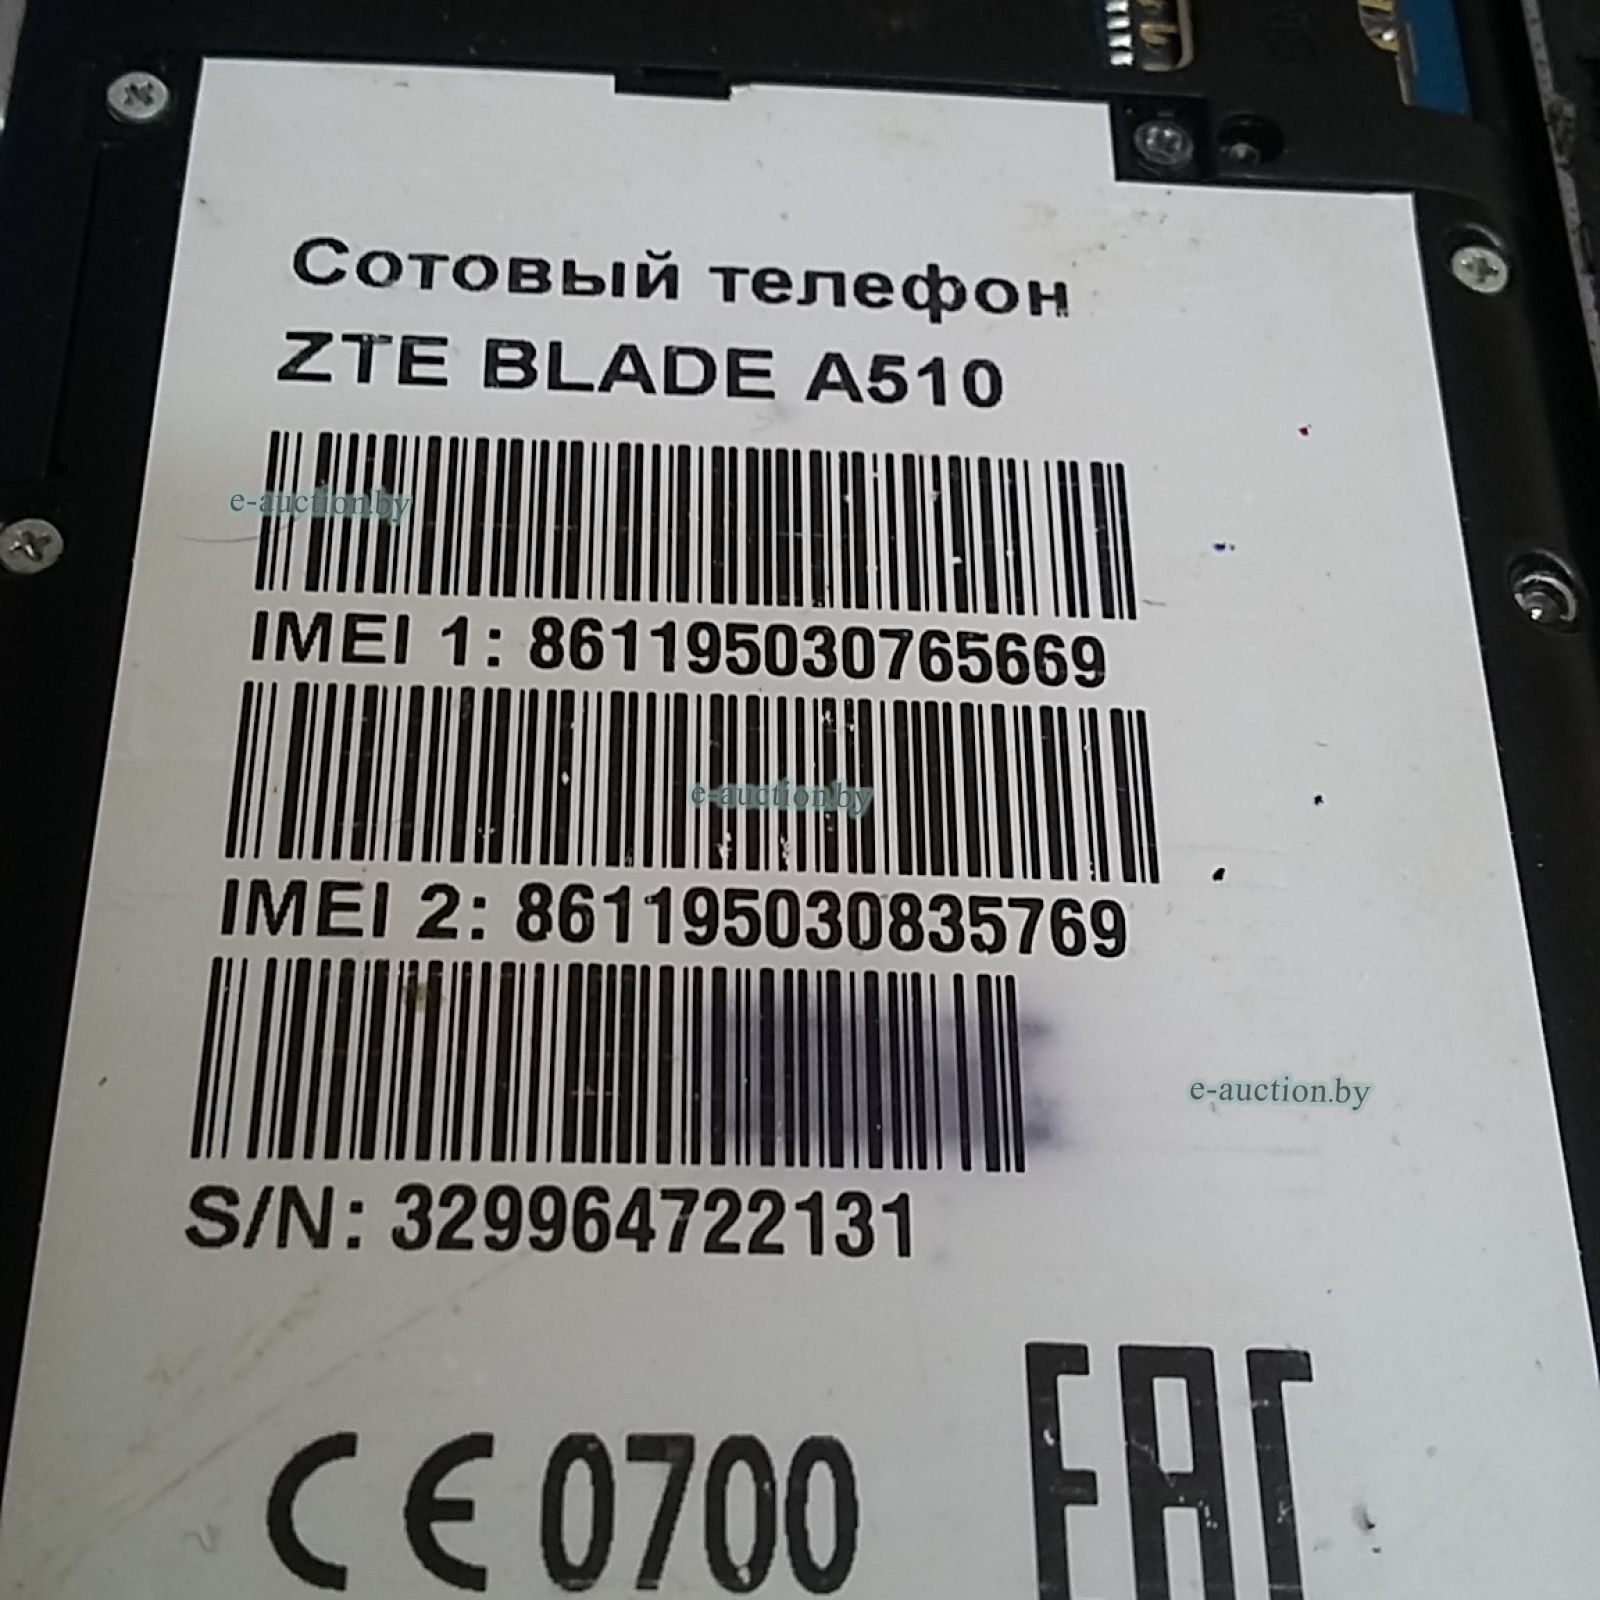 Сотовый телефон
ZTE BLADE A510
e-auction.by
IMEI 1: 861195030765669
e-auction.by
IMEI 2: 861195030835769
e-auction.by
S/N: 329964722131
CE 0700
EAC